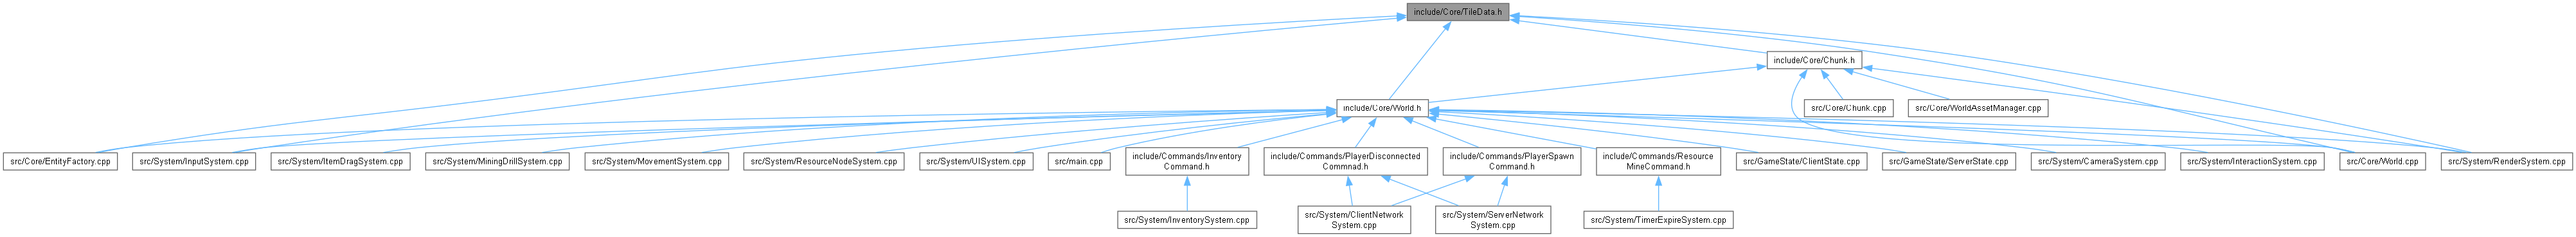 include/Core/TileData.h
include/Core/Chunk.h
include/Core/World.h
src/Core/Chunk.cpp
src/Core/WorldAssetManager.cpp
src/Core/EntityFactory.cpp
src/System/InputSystem.cpp
src/System/ItemDragSystem.cpp
src/System/MiningDrillSystem.cpp
src/System/MovementSystem.cpp
src/System/ResourceNodeSystem.cpp
src/System/UISystem.cpp
src/main.cpp
include/Commands/Inventory
Command.h
include/Commands/PlayerDisconnected
Commnad.h
include/Commands/PlayerSpawn
Command.h
include/Commands/Resource
MineCommand.h
src/GameState/ClientState.cpp
src/GameState/ServerState.cpp
src/System/CameraSystem.cpp
src/System/InteractionSystem.cpp
src/Core/World.cpp
src/System/RenderSystem.cpp
src/System/InventorySystem.cpp
src/System/ClientNetwork
System.cpp
src/System/ServerNetwork
System.cpp
src/System/TimerExpireSystem.cpp